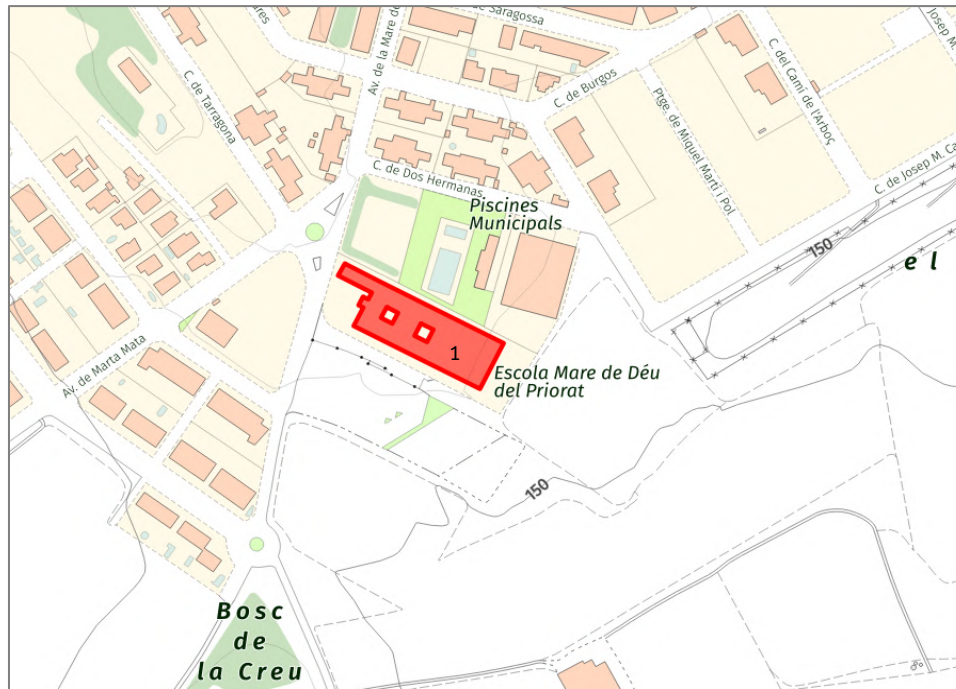 C. de Saragossa
Josep M.
ares
Av. de la Mare de
C. de Burgos
C. del Camí de l'Arboç
C. de Tarragona
Ptge. de Miquel Martí i Pol
C. de Dos Hermanas
C. de Josep M. Ca
Piscines
Municipals
150
el
1
Escola Mare de Déu
del Priorat
Av. de Marta Mata
150
Bosc
de
la Creu